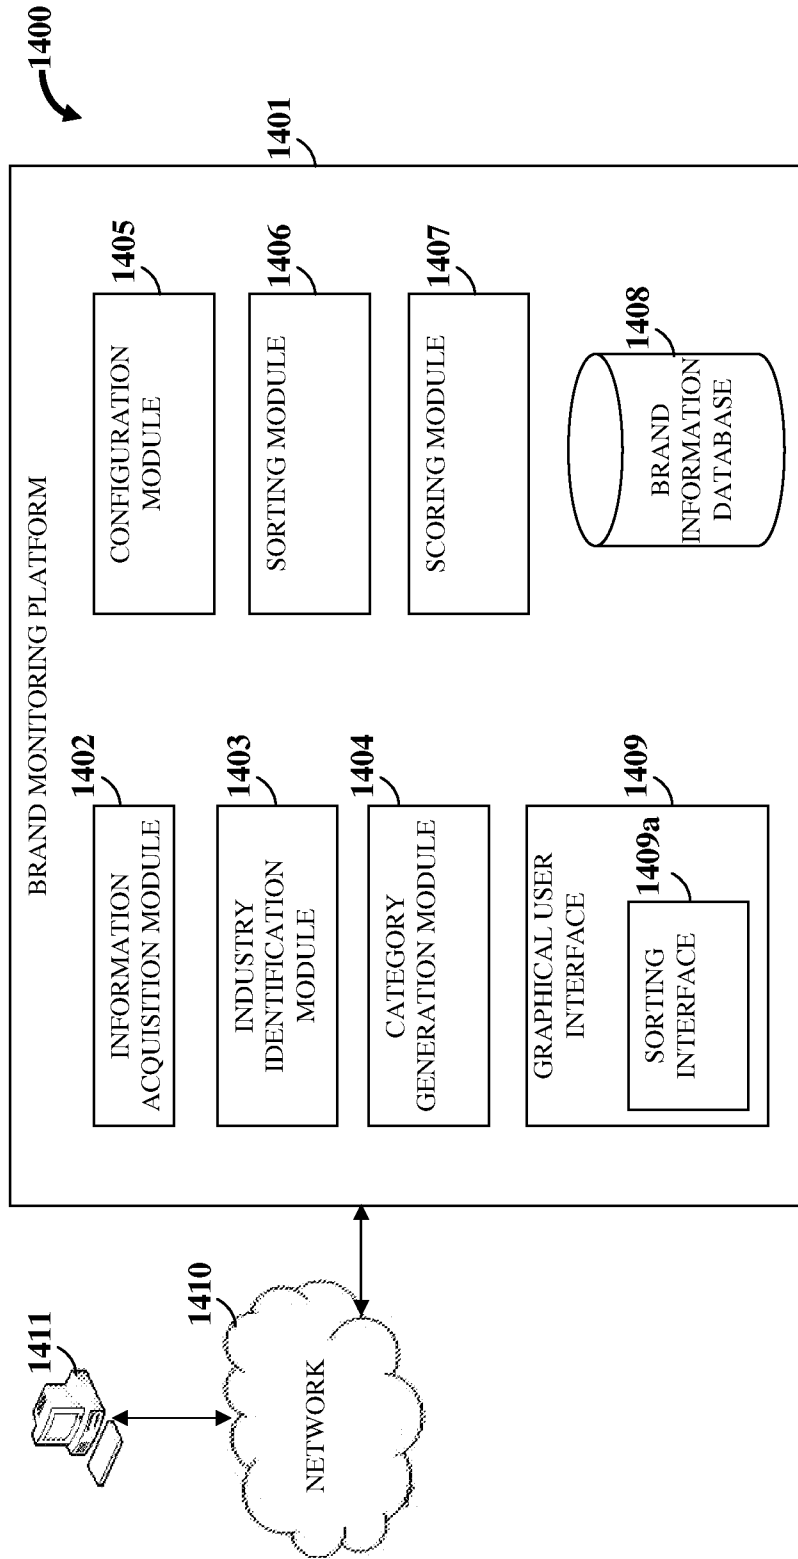 1400
1401
BRAND MONITORING PLATFORM
1402
INFORMATION
ACQUISITION MODULE
1403
INDUSTRY
IDENTIFICATION
MODULE
1404
CATEGORY
GENERATION MODULE
1409
GRAPHICAL USER
INTERFACE
1409a
SORTING
INTERFACE
1405
CONFIGURATION
MODULE
1406
SORTING MODULE
1407
SCORING MODULE
1408
BRAND
INFORMATION
DATABASE
1411
1410
NETWORK